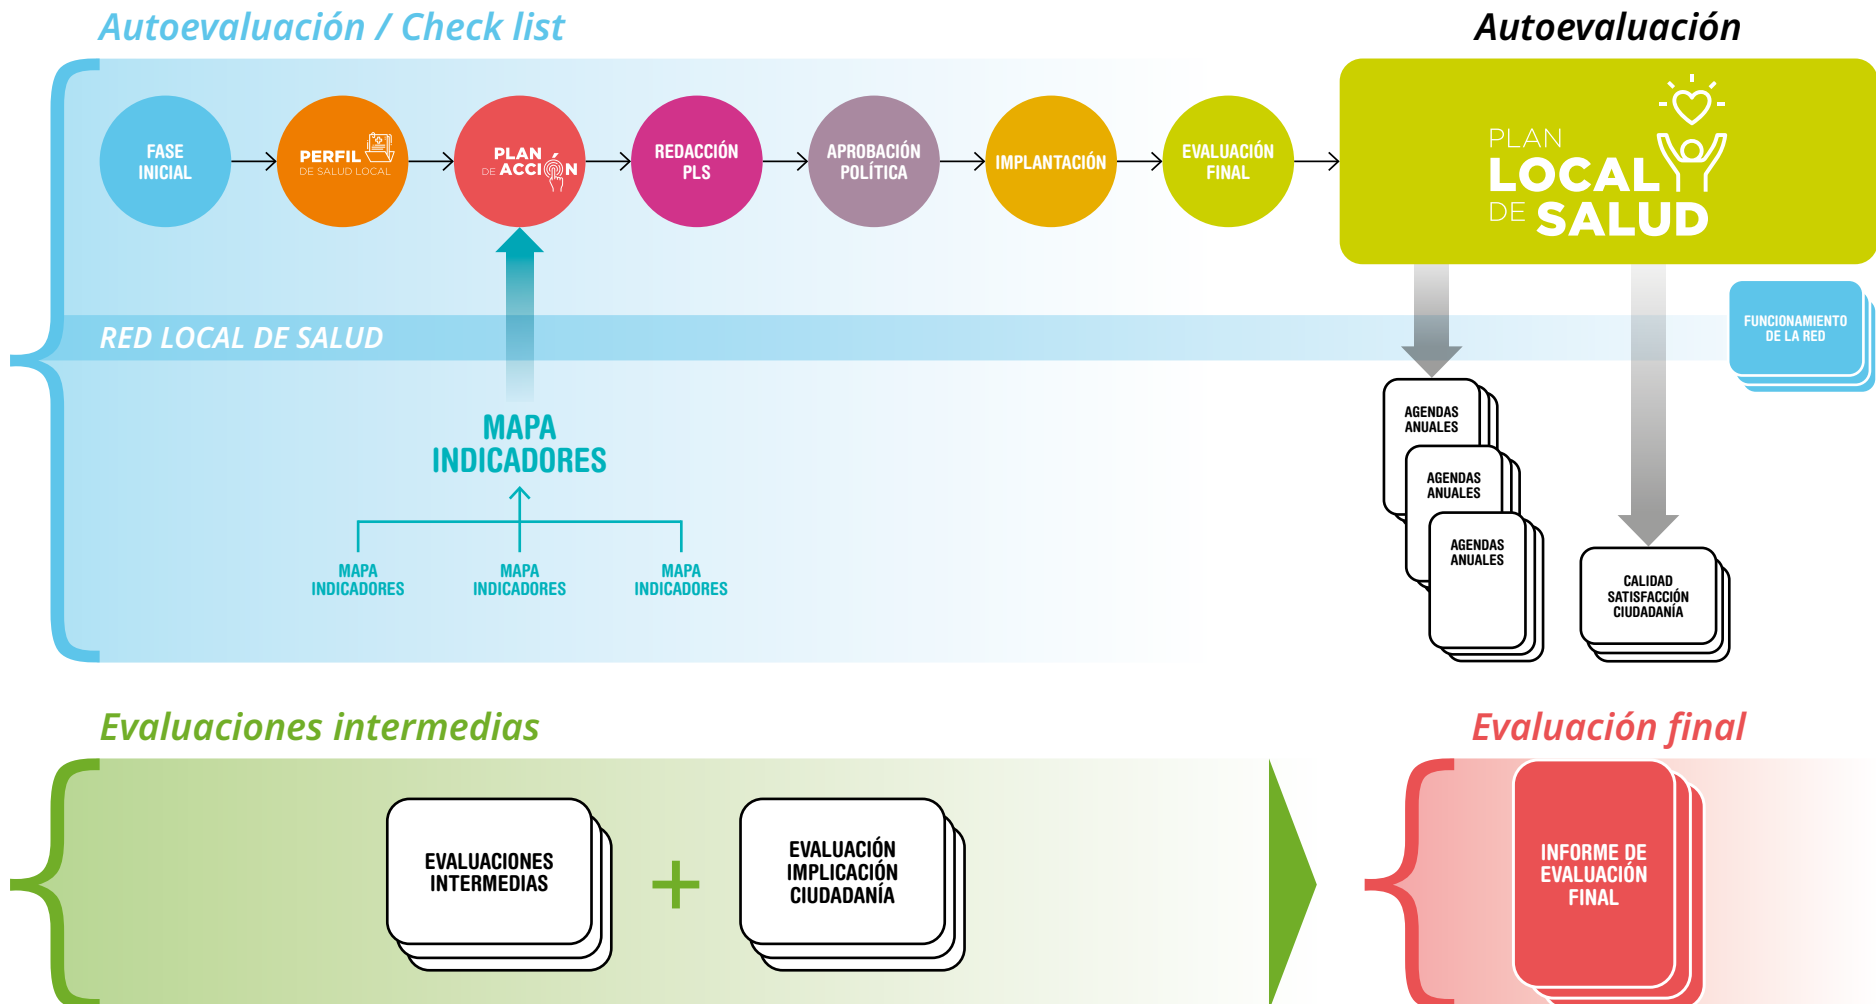 Autoevaluación / Check list
Autoevaluación
FASE
INICIAL
PERFIL
DE SALUD LOCAL
PLAN
DE ACCIÓN
REDACCIÓN
PLS
APROBACIÓN
POLÍTICA
IMPLANTACIÓN
EVALUACIÓN
FINAL
PLAN
LOCAL
DE SALUD
RED LOCAL DE SALUD
FUNCIONAMIENTO
DE LA RED
MAPA
INDICADORES
MAPA
INDICADORES
MAPA
INDICADORES
MAPA
INDICADORES
AGENDAS
ANUALES
AGENDAS
ANUALES
AGENDAS
ANUALES
CALIDAD
SATISFACCIÓN
CIUDADANÍA
Evaluaciones intermedias
Evaluación final
EVALUACIONES
INTERMEDIAS
+
EVALUACIÓN
IMPLICACIÓN
CIUDADANÍA
INFORME DE
EVALUACIÓN
FINAL